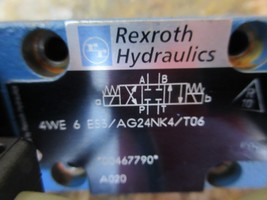 Rexroth
Hydraulics
A B
a b
P T
4WE 6 E53/AG24NK4/T06
*00467790*
A020